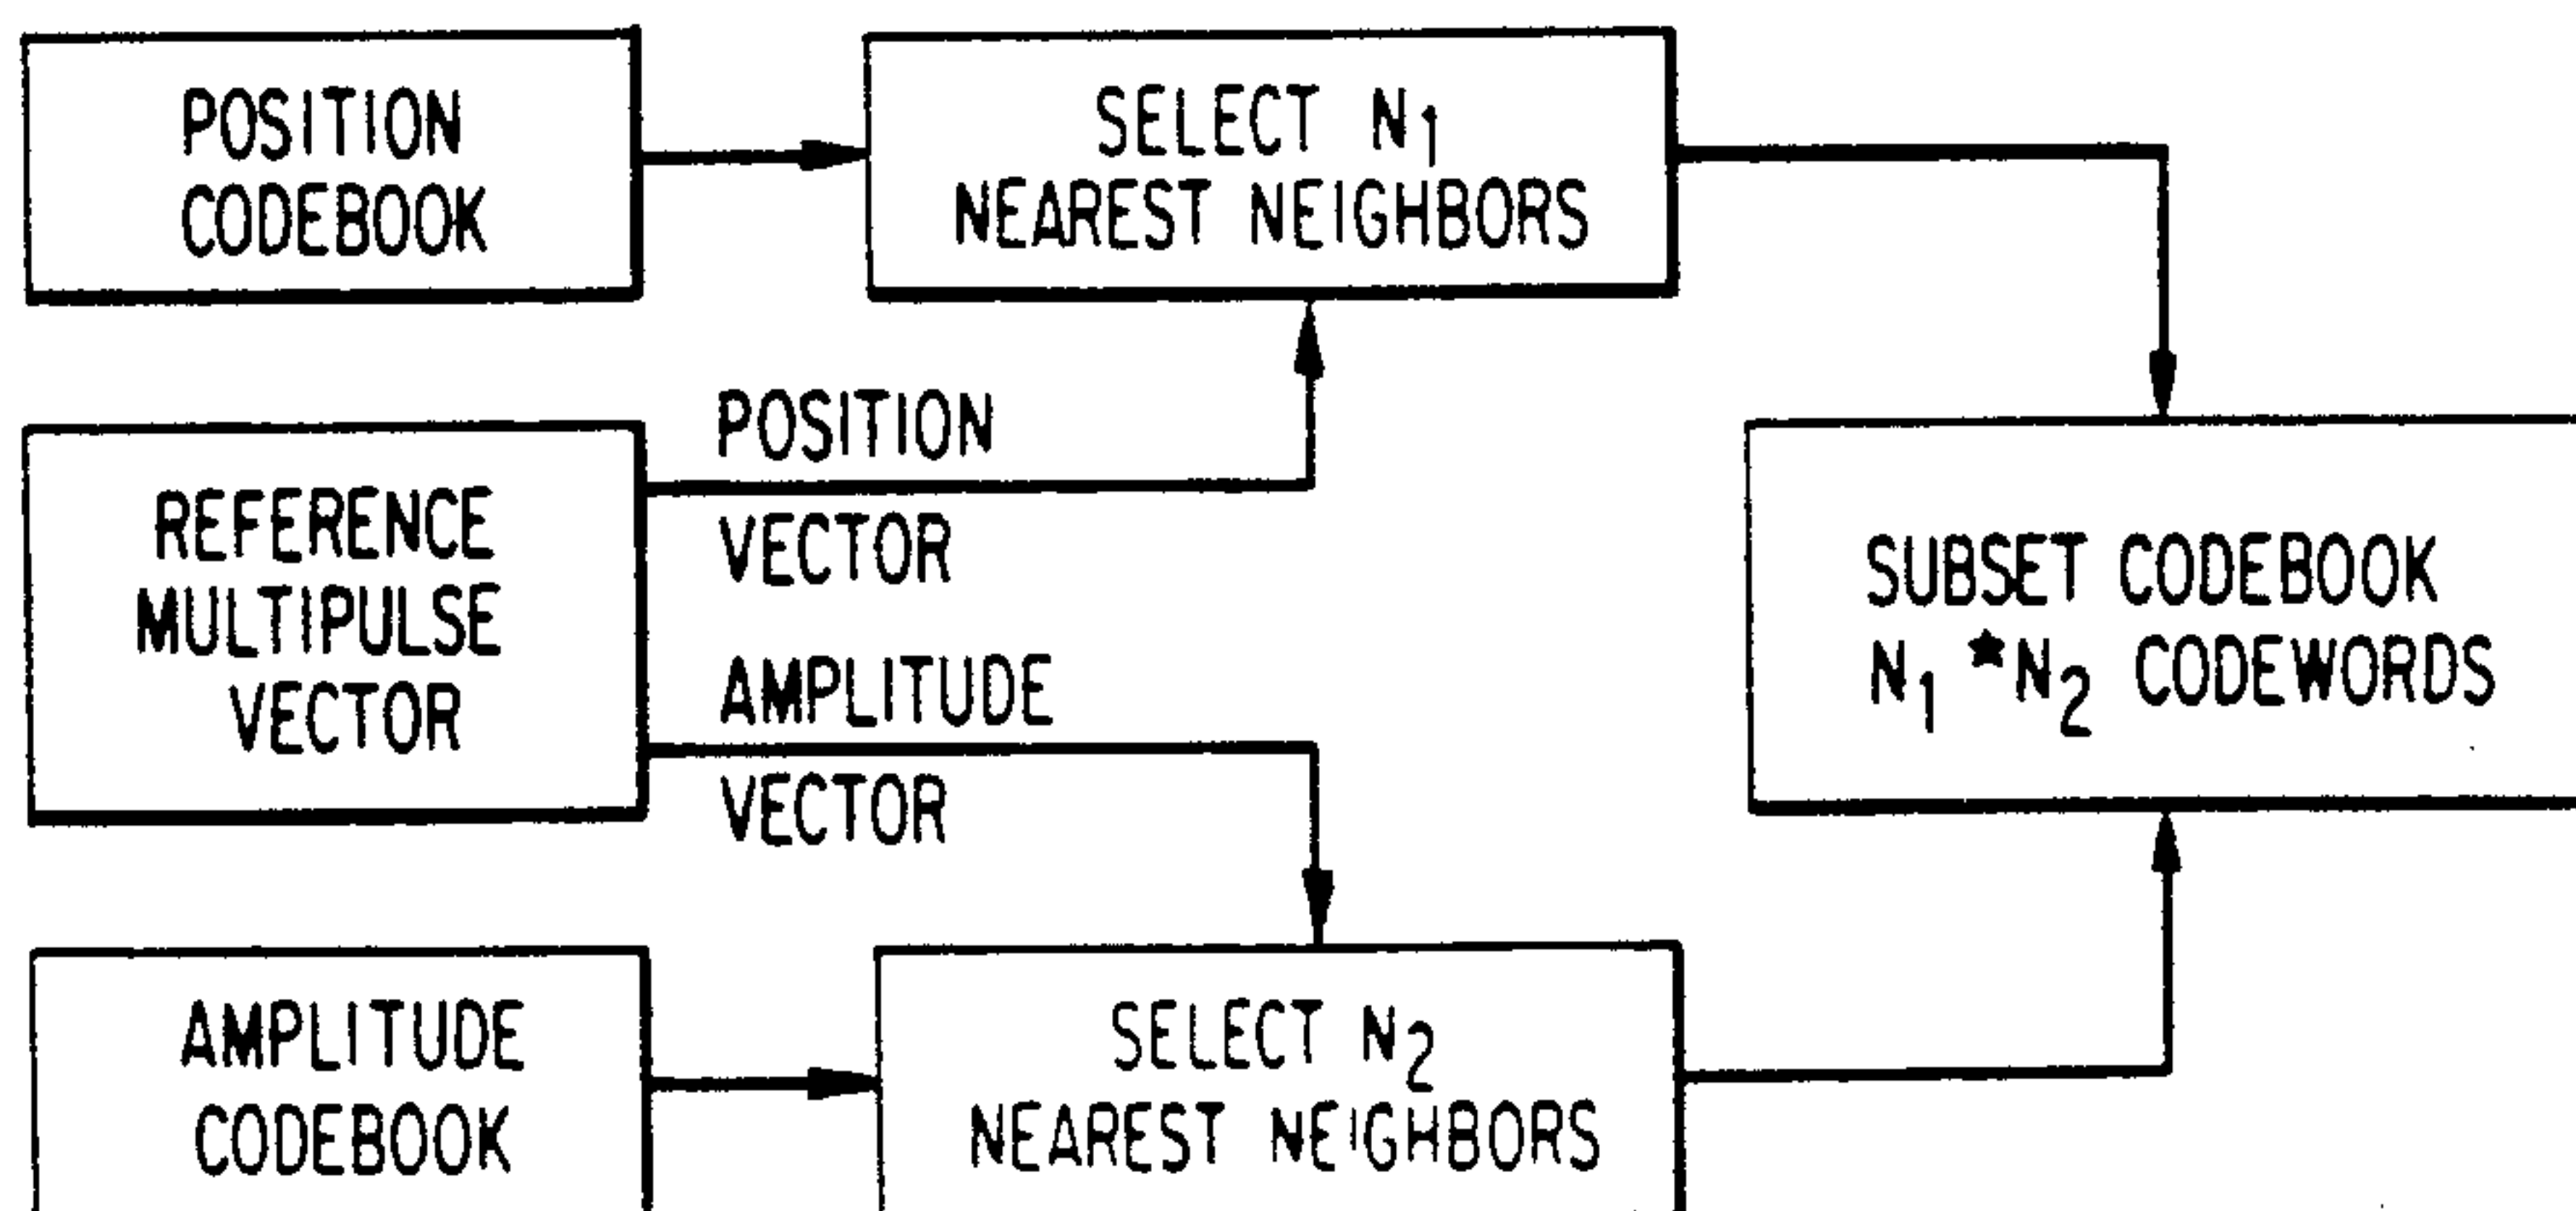 POSITION
CODEBOOK
SELECT N₁
NEAREST NEIGHBORS
POSITION
VECTOR
REFERENCE
MULTIPULSE
VECTOR
AMPLITUDE
VECTOR
SUBSET CODEBOOK
N₁ *N₂ CODEWORDS
AMPLITUDE
CODEBOOK
SELECT N₂
NEAREST NEIGHBORS